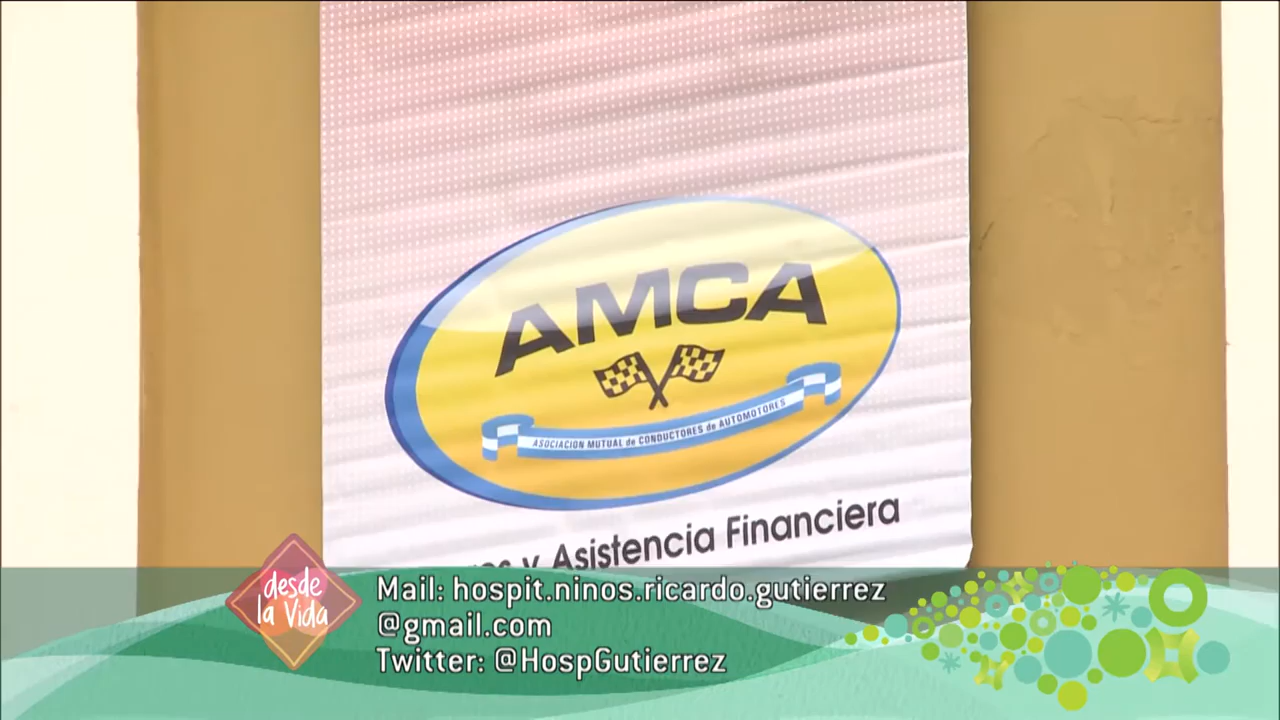 AMCA
ASOCIACION MUTUAL de CONDUCTORES de AUTOMOTORES
y Asistencia Financiera
desde
la Vida
Mail: hospit.ninos.ricardo.gutierrez
@gmail.com
Twitter: @HospGutierrez